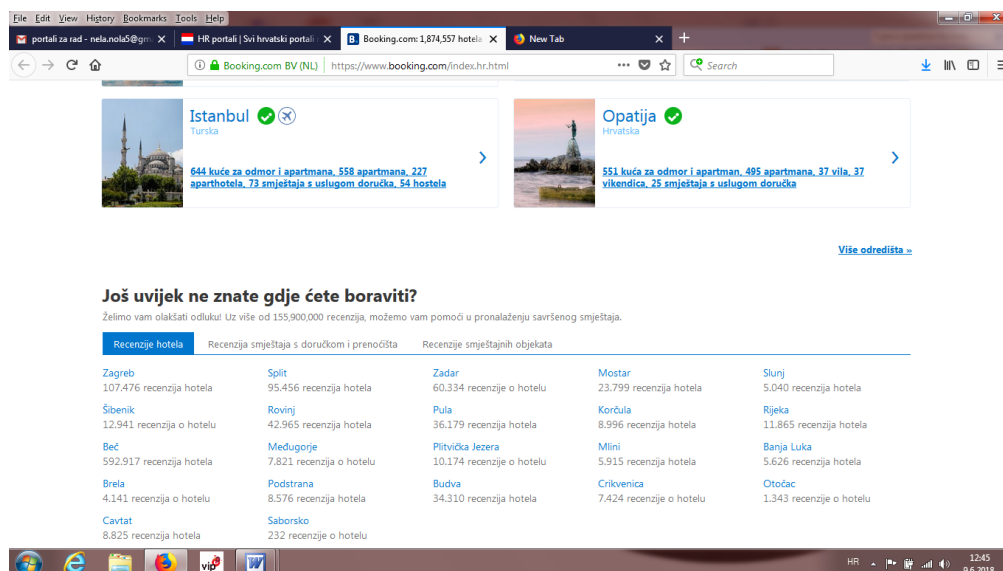 File Edit View History Bookmarks Tools Help
portali za rad - nela.nola5@gm
HR portali | Svi hrvatski portali
Booking.com: 1,874,557 hotela
New Tab
Booking.com BV (NL) https://www.booking.com/index.hr.html
Search
Istanbul
Turska
644 kuće za odmor i apartmana, 558 apartmana, 227
aparthotela, 73 smještaja s uslugom doručka, 54 hostela
Opatija
Hrvatska
551 kuća za odmor i apartman, 495 apartmana, 37 vila, 37
vikendica, 25 smještaja s uslugom doručka
Više odredišta »
Još uvijek ne znate gdje ćete boraviti?
Želimo vam olakšati odluku! Uz više od 155,900,000 recenzija, možemo vam pomoći u pronalaženju savršenog smještaja.
Recenzije hotela Recenzija smještaja s doručkom i prenoćišta Recenzije smještajnih objekata
Zagreb Split Zadar Mostar Slunj
107.476 recenzija hotela 95.456 recenzija hotela 60.334 recenzije o hotelu 23.799 recenzija hotela 5.040 recenzija hotela
Šibenik Rovinj Pula Korčula Rijeka
12.941 recenzija o hotelu 42.965 recenzija hotela 36.179 recenzija hotela 8.996 recenzija hotela 11.865 recenzija hotela
Beč Međugorje Plitvička Jezera Mlini Banja Luka
592.917 recenzija hotela 7.821 recenzija o hotelu 10.174 recenzije o hotelu 5.915 recenzija hotela 5.626 recenzija hotela
Brela Podstrana Budva Crikvenica Otočac
4.141 recenzija o hotelu 8.576 recenzija hotela 34.310 recenzija hotela 7.424 recenzije o hotelu 1.343 recenzije o hotelu
Cavtat Saborsko
8.825 recenzija hotela 232 recenzije o hotelu
vip
HR
12:45
9.6.2018